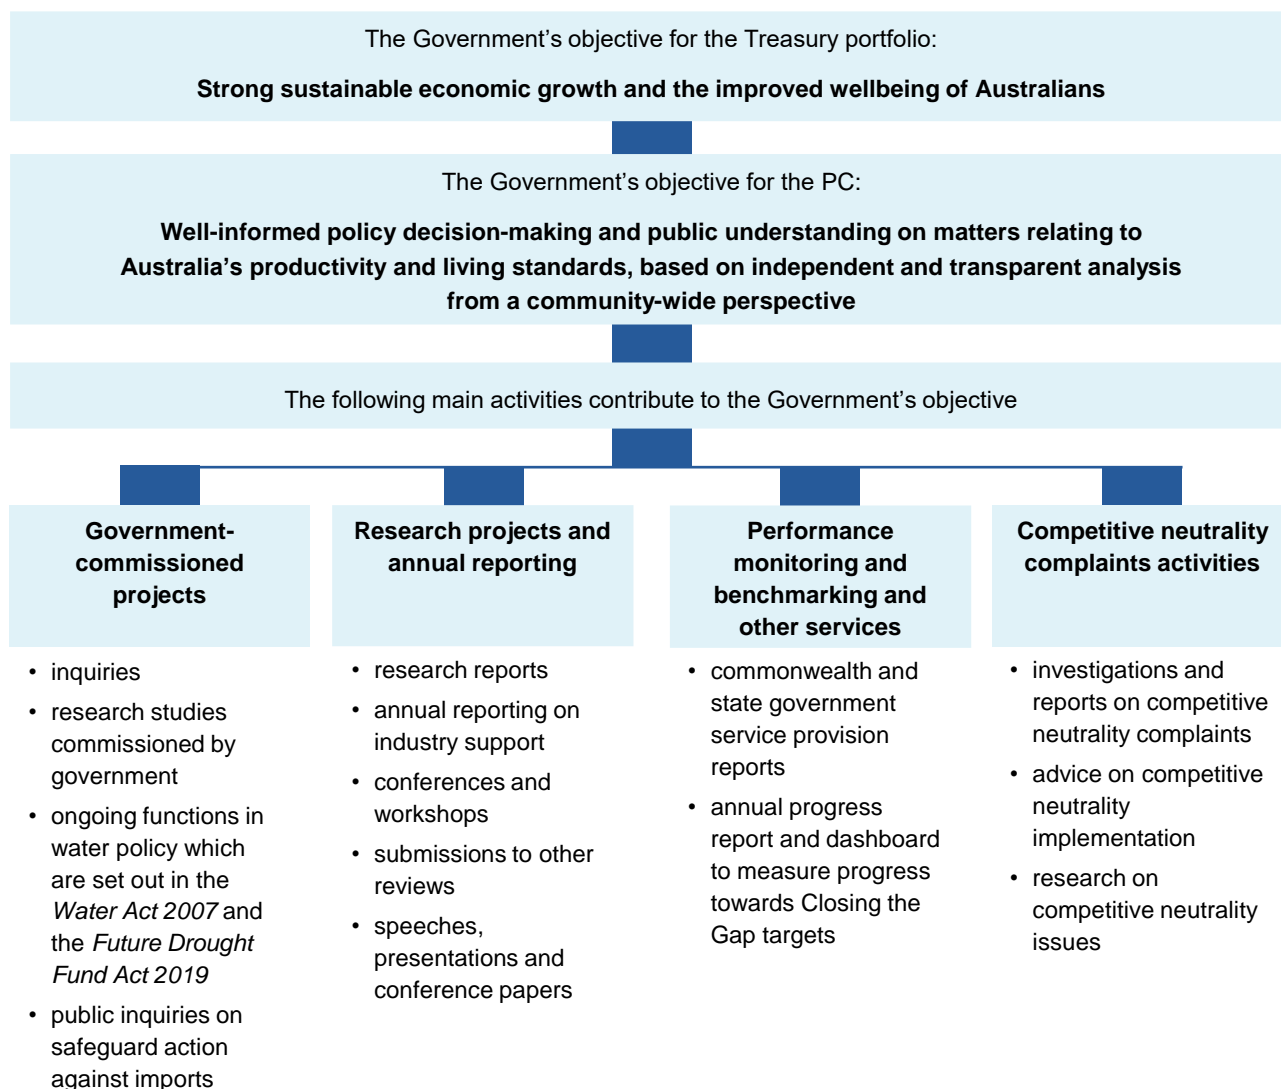 The Government’s objective for the Treasury portfolio:
Strong sustainable economic growth and the improved wellbeing of Australians
The Government’s objective for the PC:
Well-informed policy decision-making and public understanding on matters relating to
Australia’s productivity and living standards, based on independent and transparent analysis
from a community-wide perspective
The following main activities contribute to the Government’s objective
Government-
commissioned
projects
• inquiries
• research studies
commissioned by
government
• ongoing functions in
water policy which
are set out in the
Water Act 2007 and
the Future Drought
Fund Act 2019
• public inquiries on
safeguard action
against imports
Research projects and
annual reporting
• research reports
• annual reporting on
industry support
• conferences and
workshops
• submissions to other
reviews
• speeches,
presentations and
conference papers
Performance
monitoring and
benchmarking and
other services
• commonwealth and
state government
service provision
reports
• annual progress
report and dashboard
to measure progress
towards Closing the
Gap targets
Competitive neutrality
complaints activities
• investigations and
reports on competitive
neutrality complaints
• advice on competitive
neutrality
implementation
• research on
competitive neutrality
issues